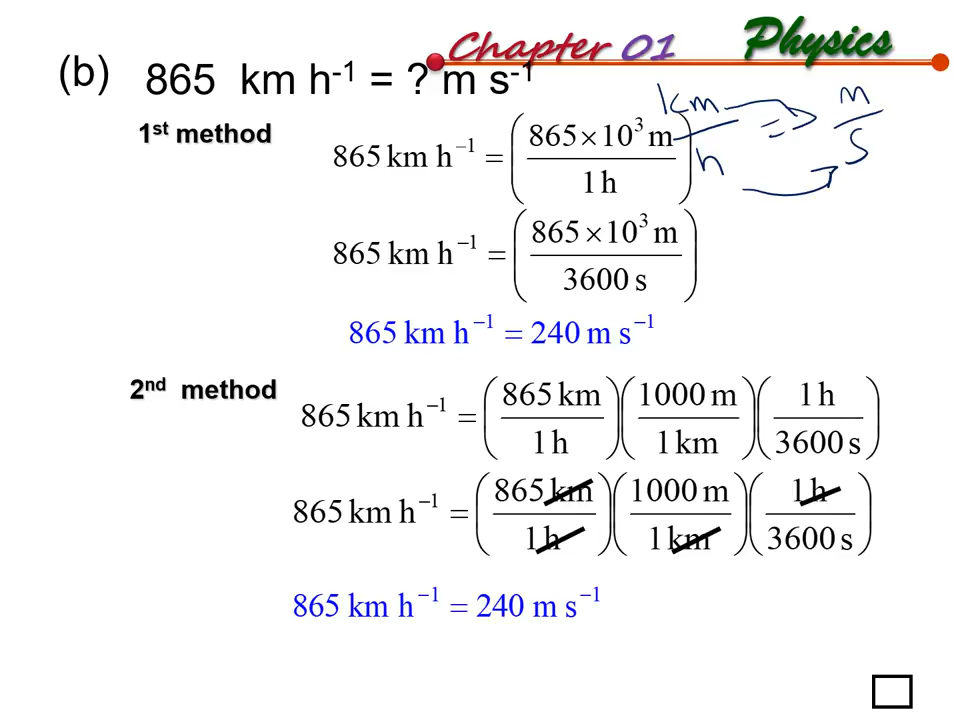 Chapter 01 Physics
(b) 865 km h⁻¹ = ? m s⁻¹
1st method
865 km h⁻¹ = (865×10³ m / 1 h)
km / h ⇒ m / s
865 km h⁻¹ = (865×10³ m / 3600 s)
865 km h⁻¹ = 240 m s⁻¹
2nd method
865 km h⁻¹ = (865 km / 1 h)(1000 m / 1 km)(1 h / 3600 s)
865 km h⁻¹ = (865 km / 1 h)(1000 m / 1 km)(1 h / 3600 s)
865 km h⁻¹ = 240 m s⁻¹